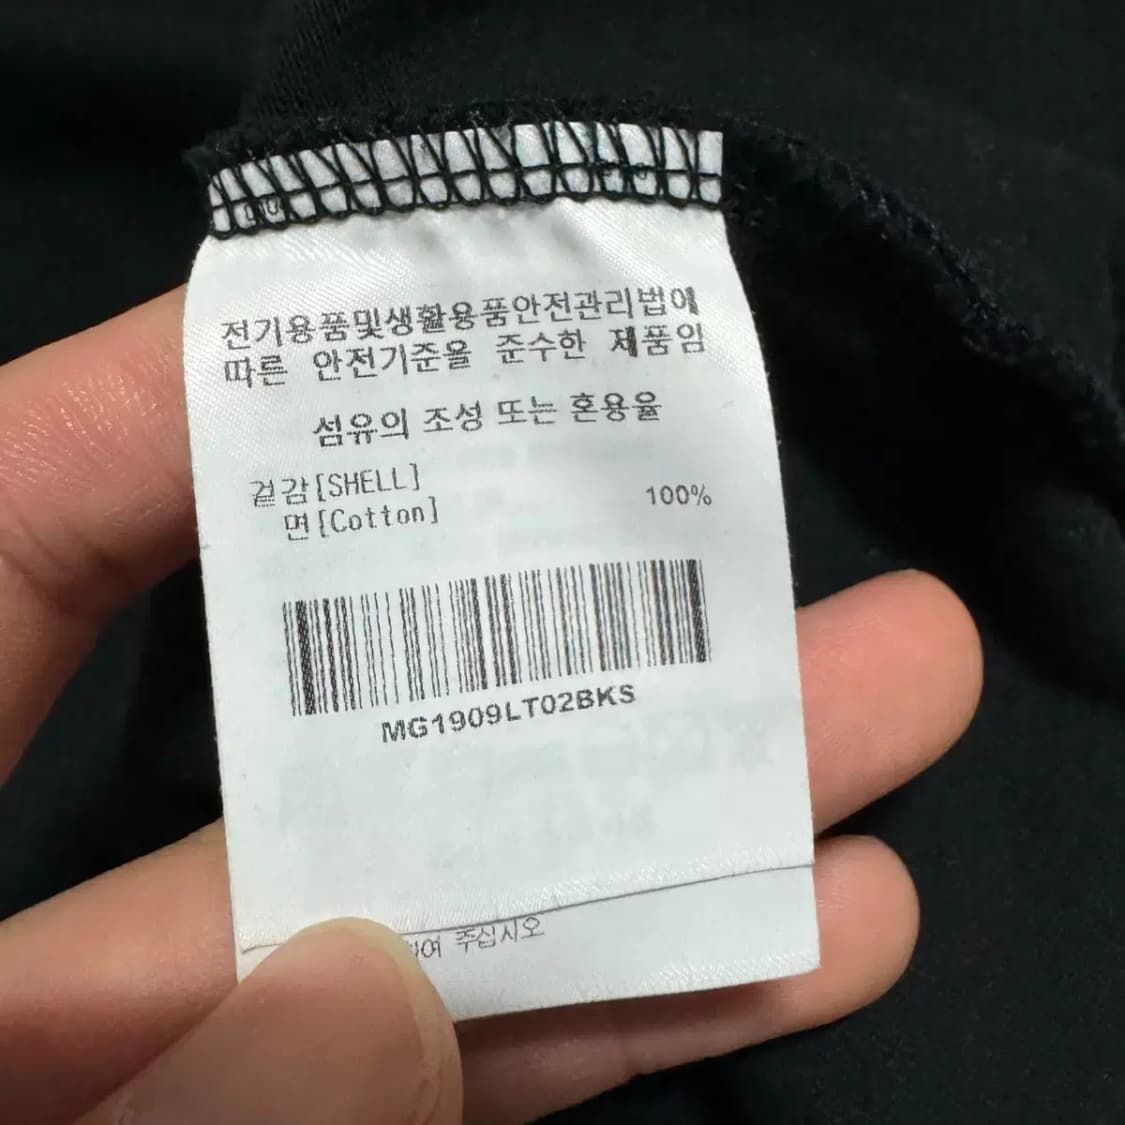 전기용품및생활용품안전관리법에
따른 안전기준을 준수한 제품임
섬유의 조성 또는 혼용율
겉감[SHELL]
면[Cotton] 100%
MG1909LT02BKS
주십시오